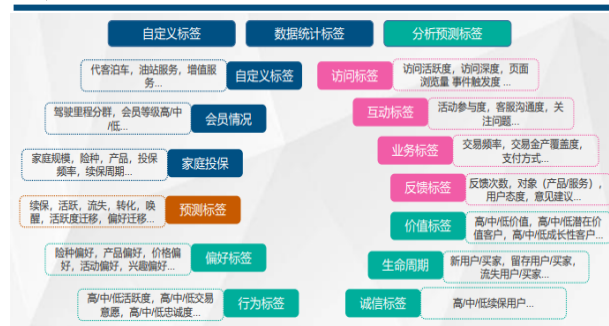 自定义标签 数据统计标签 分析预测标签
代客泊车，油站服务，增值服
务...
自定义标签
访问标签
访问活跃度，访问深度，页面
浏览量 事件触发度 ...
驾驶里程分群，会员等级高/中
/低...
会员情况
互动标签
活动参与度，客服沟通度，关
注问题...
家庭规模，险种，产品，投保
频率，续保周期...
家庭投保
业务标签
交易频率，交易金产覆盖度，
支付方式...
续保，活跃，流失，转化，唤
醒，活跃度迁移，偏好迁移...
预测标签
反馈标签
反馈次数，对象（产品/服务），
用户态度，意见建议...
险种偏好，产品偏好，价格偏
好，活动偏好，兴趣偏好...
偏好标签
价值标签
高/中/低价值，高/中/低潜在价
值客户，高/中/低成长性客户...
高/中/低活跃度，高/中/低交易
意愿，高/中/低忠诚度...
行为标签
生命周期
新用户/买家，留存用户/买家，
流失用户/买家...
诚信标签
高/中/低续保用户...